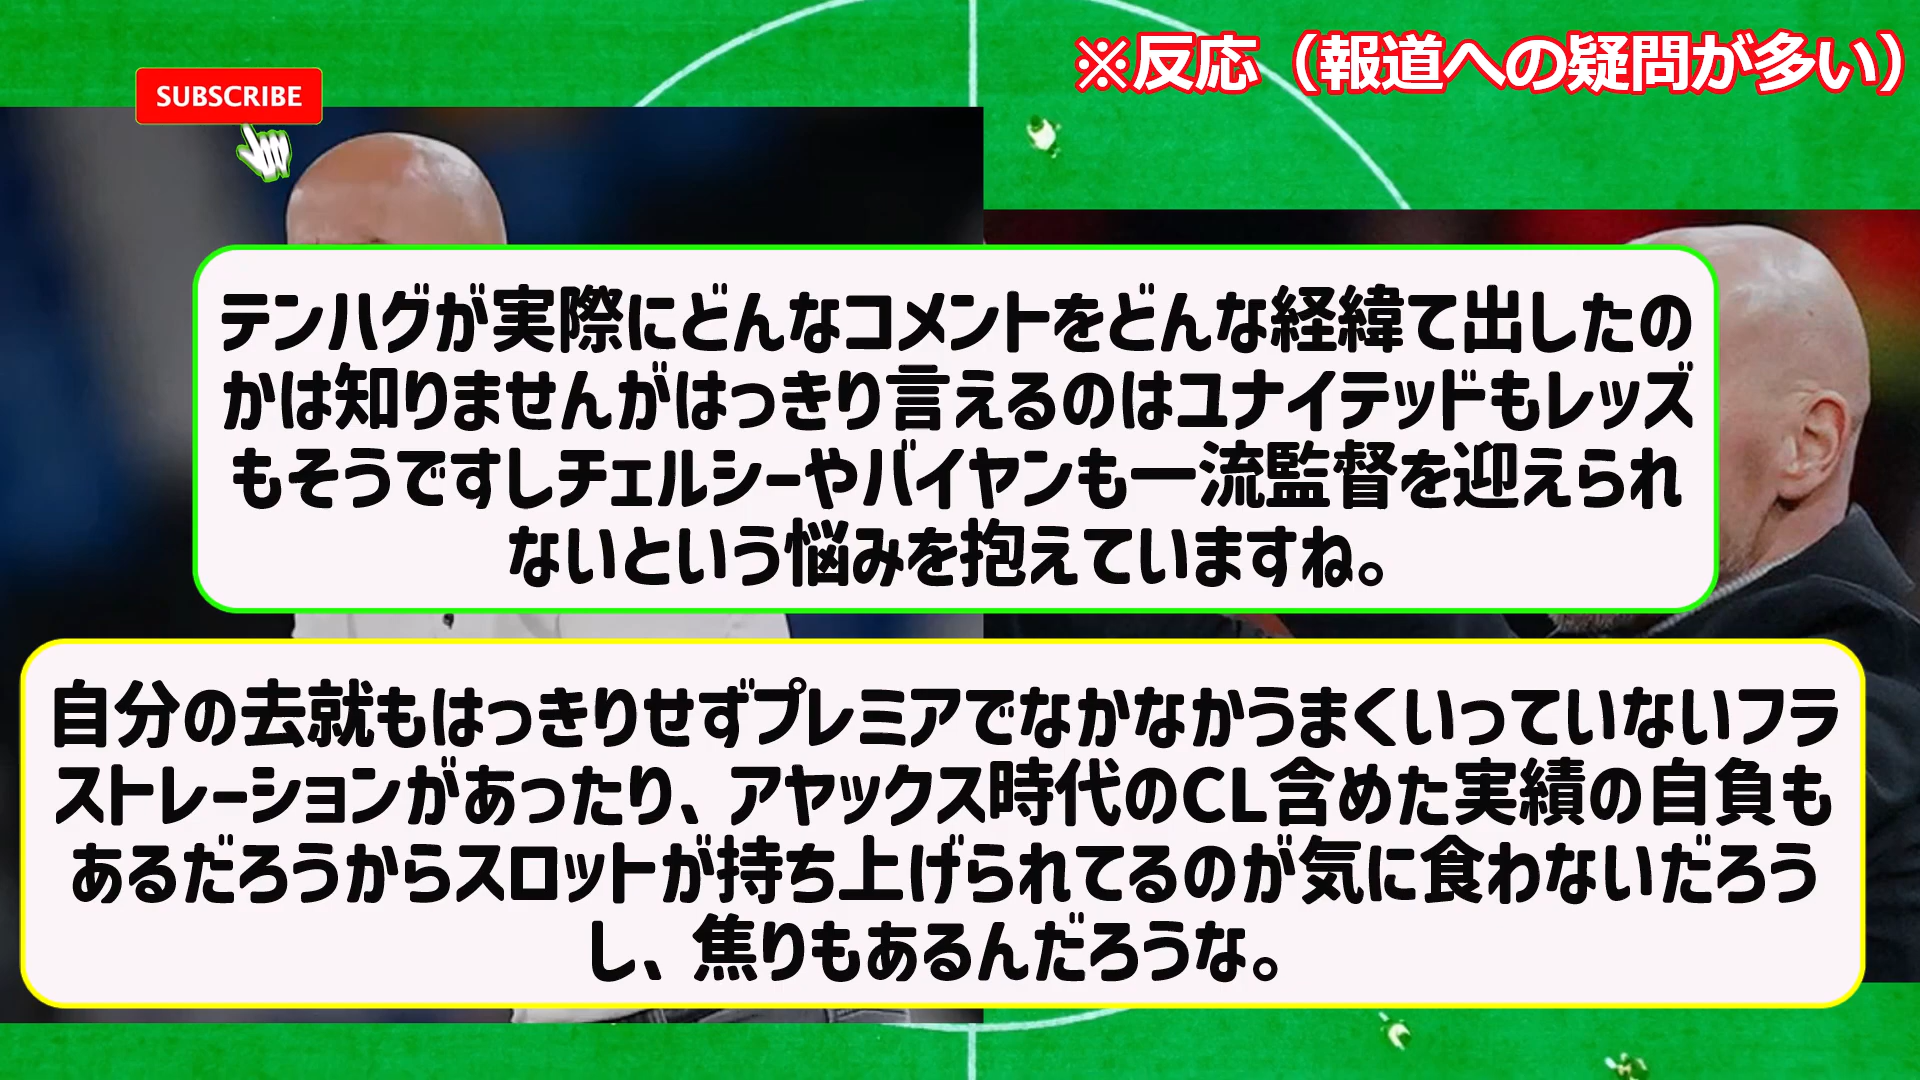 ※反応（報道への疑問が多い）
SUBSCRIBE
テンハグが実際にどんなコメントをどんな経緯て出したの
かは知りませんがはっきり言えるのはユナイテッドもレッズ
もそうですしチェルシーやバイヤンも一流監督を迎えられ
ないという悩みを抱えていますね。
自分の去就もはっきりせずプレミアでなかなかうまくいっていないフラ
ストレーションがあったり、アヤックス時代のCL含めた実績の自負も
あるだろうからスロットが持ち上げられてるのが気に食わないだろう
し、焦りもあるんだろうな。